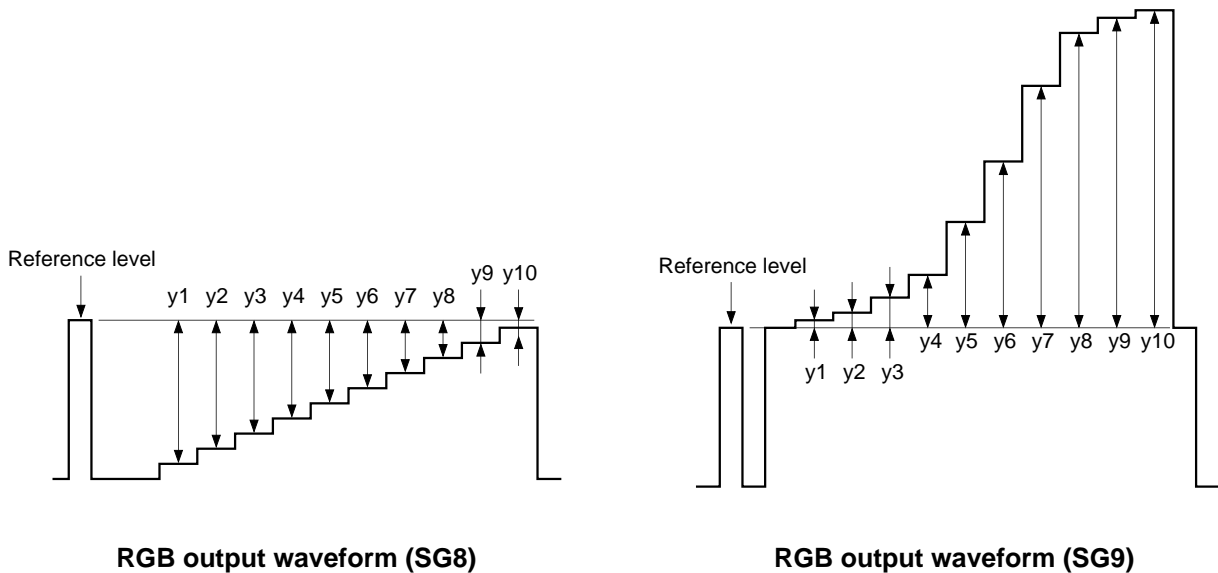 Reference level
y1 y2 y3 y4 y5 y6 y7 y8 y9 y10
RGB output waveform (SG8)
Reference level
y1 y2 y3 y4 y5 y6 y7 y8 y9 y10
RGB output waveform (SG9)